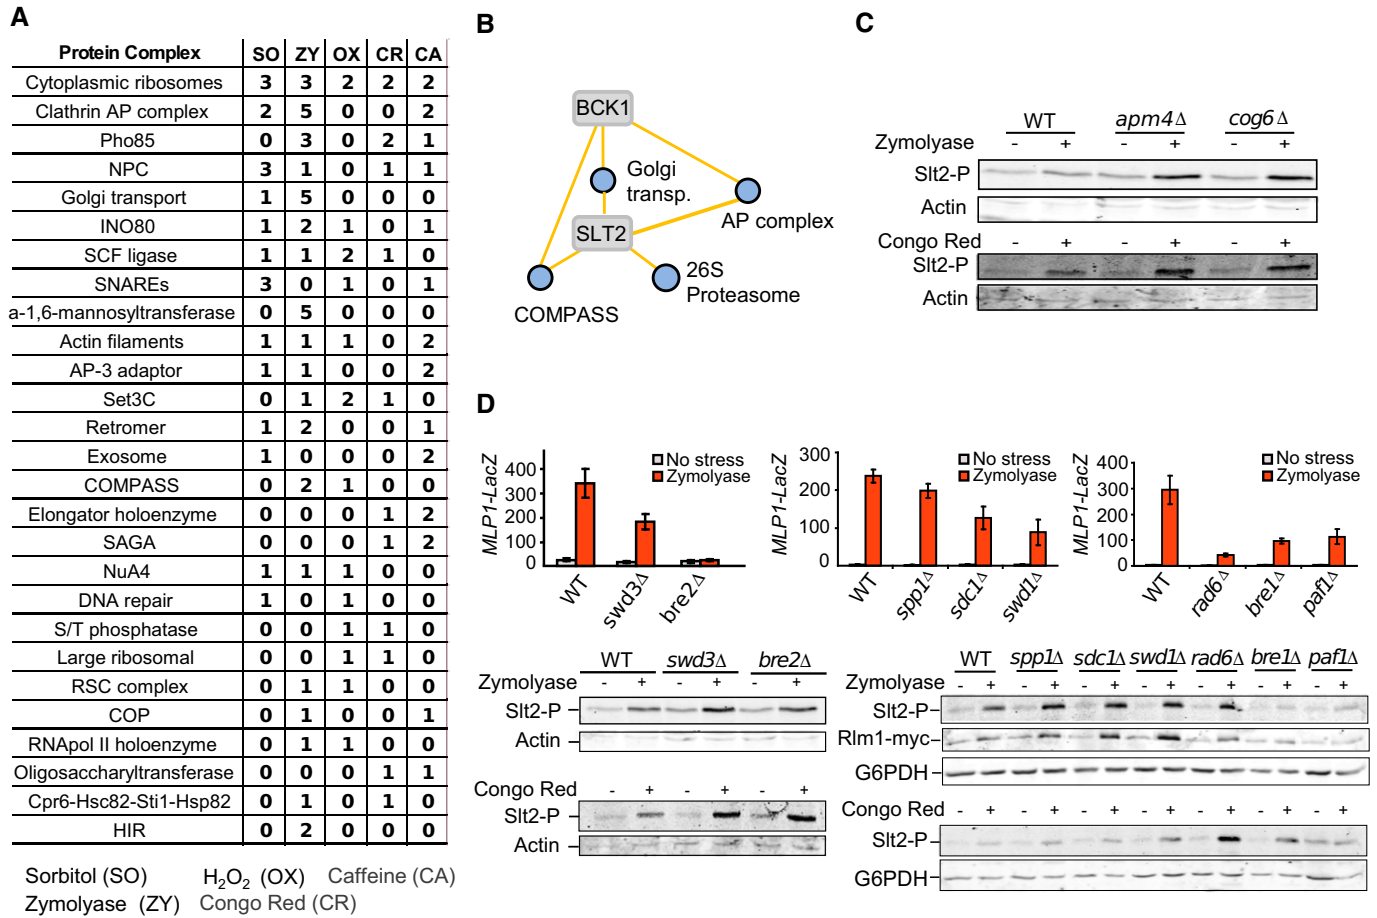 A
Protein Complex SO ZY OX CR CA
Cytoplasmic ribosomes 3 3 2 2 2
Clathrin AP complex 2 5 0 0 2
Pho85 0 3 0 2 1
NPC 3 1 0 1 1
Golgi transport 1 5 0 0 0
INO80 1 2 1 0 1
SCF ligase 1 1 2 1 0
SNAREs 3 0 1 0 1
a-1,6-mannosyltransferase 0 5 0 0 0
Actin filaments 1 1 1 0 2
AP-3 adaptor 1 1 0 0 2
Set3C 0 1 2 1 0
Retromer 1 2 0 0 1
Exosome 1 0 0 0 2
COMPASS 0 2 1 0 0
Elongator holoenzyme 0 0 0 1 2
SAGA 0 0 0 1 2
NuA4 1 1 1 0 0
DNA repair 1 0 1 0 0
S/T phosphatase 0 0 1 1 0
Large ribosomal 0 0 1 1 0
RSC complex 0 1 1 0 0
COP 0 1 0 0 1
RNApol II holoenzyme 0 1 1 0 0
Oligosaccharyltransferase 0 0 0 1 1
Cpr6-Hsc82-Sti1-Hsp82 0 1 0 1 0
HIR 0 2 0 0 0
Sorbitol (SO) H2O2 (OX) Caffeine (CA)
Zymolyase (ZY) Congo Red (CR)
B
BCK1
Golgi
transp.
AP complex
SLT2
26S
Proteasome
COMPASS
C
WT apm4Δ cog6Δ
Zymolyase - + - + - +
Slt2-P
Actin
Congo Red - + - + - +
Slt2-P
Actin
D
MLP1-LacZ
400
300
200
100
0
No stress
Zymolyase
WT swd3Δ bre2Δ
MLP1-LacZ
300
200
100
0
No stress
Zymolyase
WT spp1Δ sdc1Δ swd1Δ
MLP1-LacZ
400
300
200
100
0
No stress
Zymolyase
WT rad6Δ bre1Δ paf1Δ
WT swd3Δ bre2Δ
Zymolyase - + - + - +
Slt2-P
Actin
Congo Red - + - + - +
Slt2-P
Actin
WT spp1Δ sdc1Δ swd1Δ rad6Δ bre1Δ paf1Δ
Zymolyase - + - + - + - + - + - + - +
Slt2-P
Rlm1-myc
G6PDH
Congo Red - + - + - + - + - + - + - +
Slt2-P
G6PDH